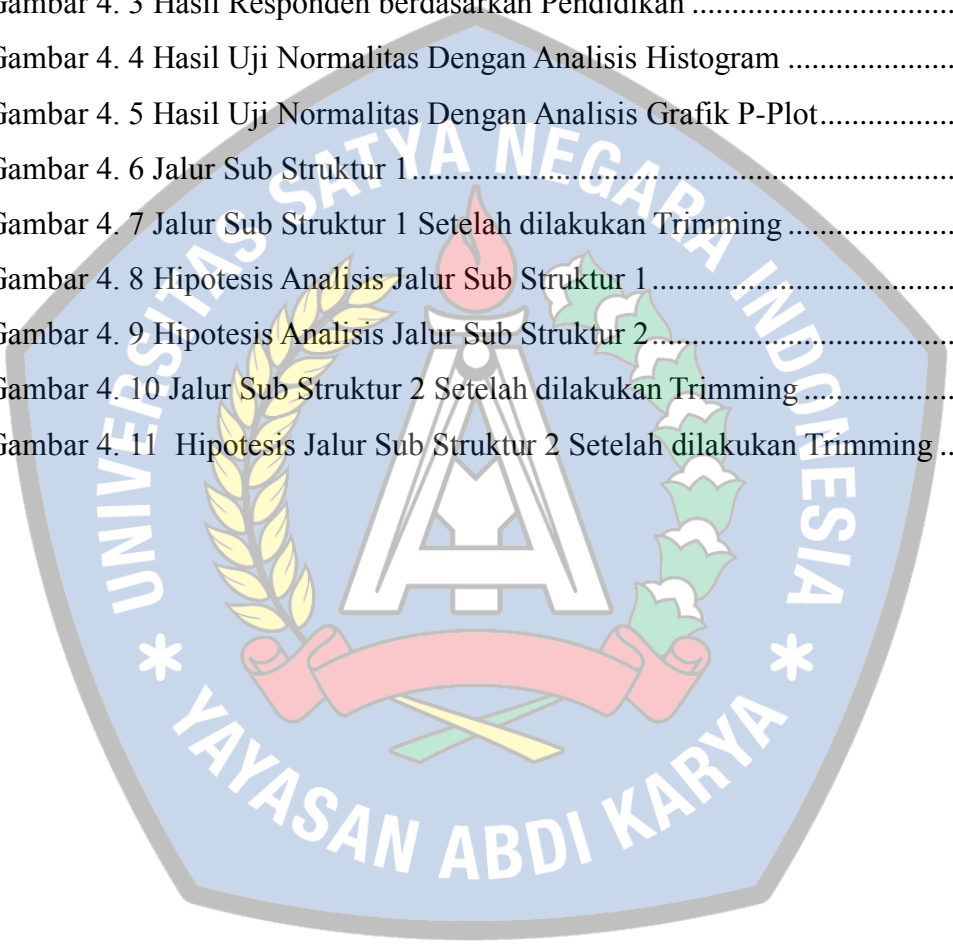 Gambar 4. 3 Hasil Responden berdasarkan Pendidikan ..........................
Gambar 4. 4 Hasil Uji Normalitas Dengan Analisis Histogram ....................
Gambar 4. 5 Hasil Uji Normalitas Dengan Analisis Grafik P-Plot.................
Gambar 4. 6 Jalur Sub Struktur 1....................................................................
Gambar 4. 7 Jalur Sub Struktur 1 Setelah dilakukan Trimming ....................
Gambar 4. 8 Hipotesis Analisis Jalur Sub Struktur 1.....................................
Gambar 4. 9 Hipotesis Analisis Jalur Sub Struktur 2.....................................
Gambar 4. 10 Jalur Sub Struktur 2 Setelah dilakukan Trimming ..................
Gambar 4. 11  Hipotesis Jalur Sub Struktur 2 Setelah dilakukan Trimming ..
UNIVERSITAS SATYA NEGARA INDONESIA
* YAYASAN ABDI KARYA *